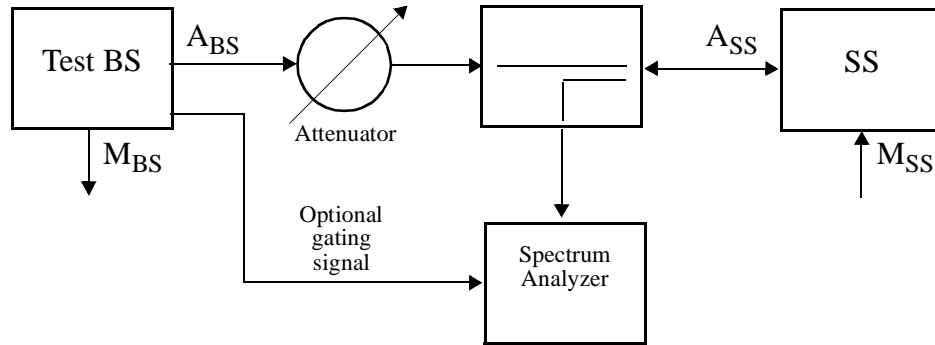 Test BS
A_BS
Attenuator
A_SS
SS
M_BS
M_SS
Optional
gating
signal
Spectrum
Analyzer